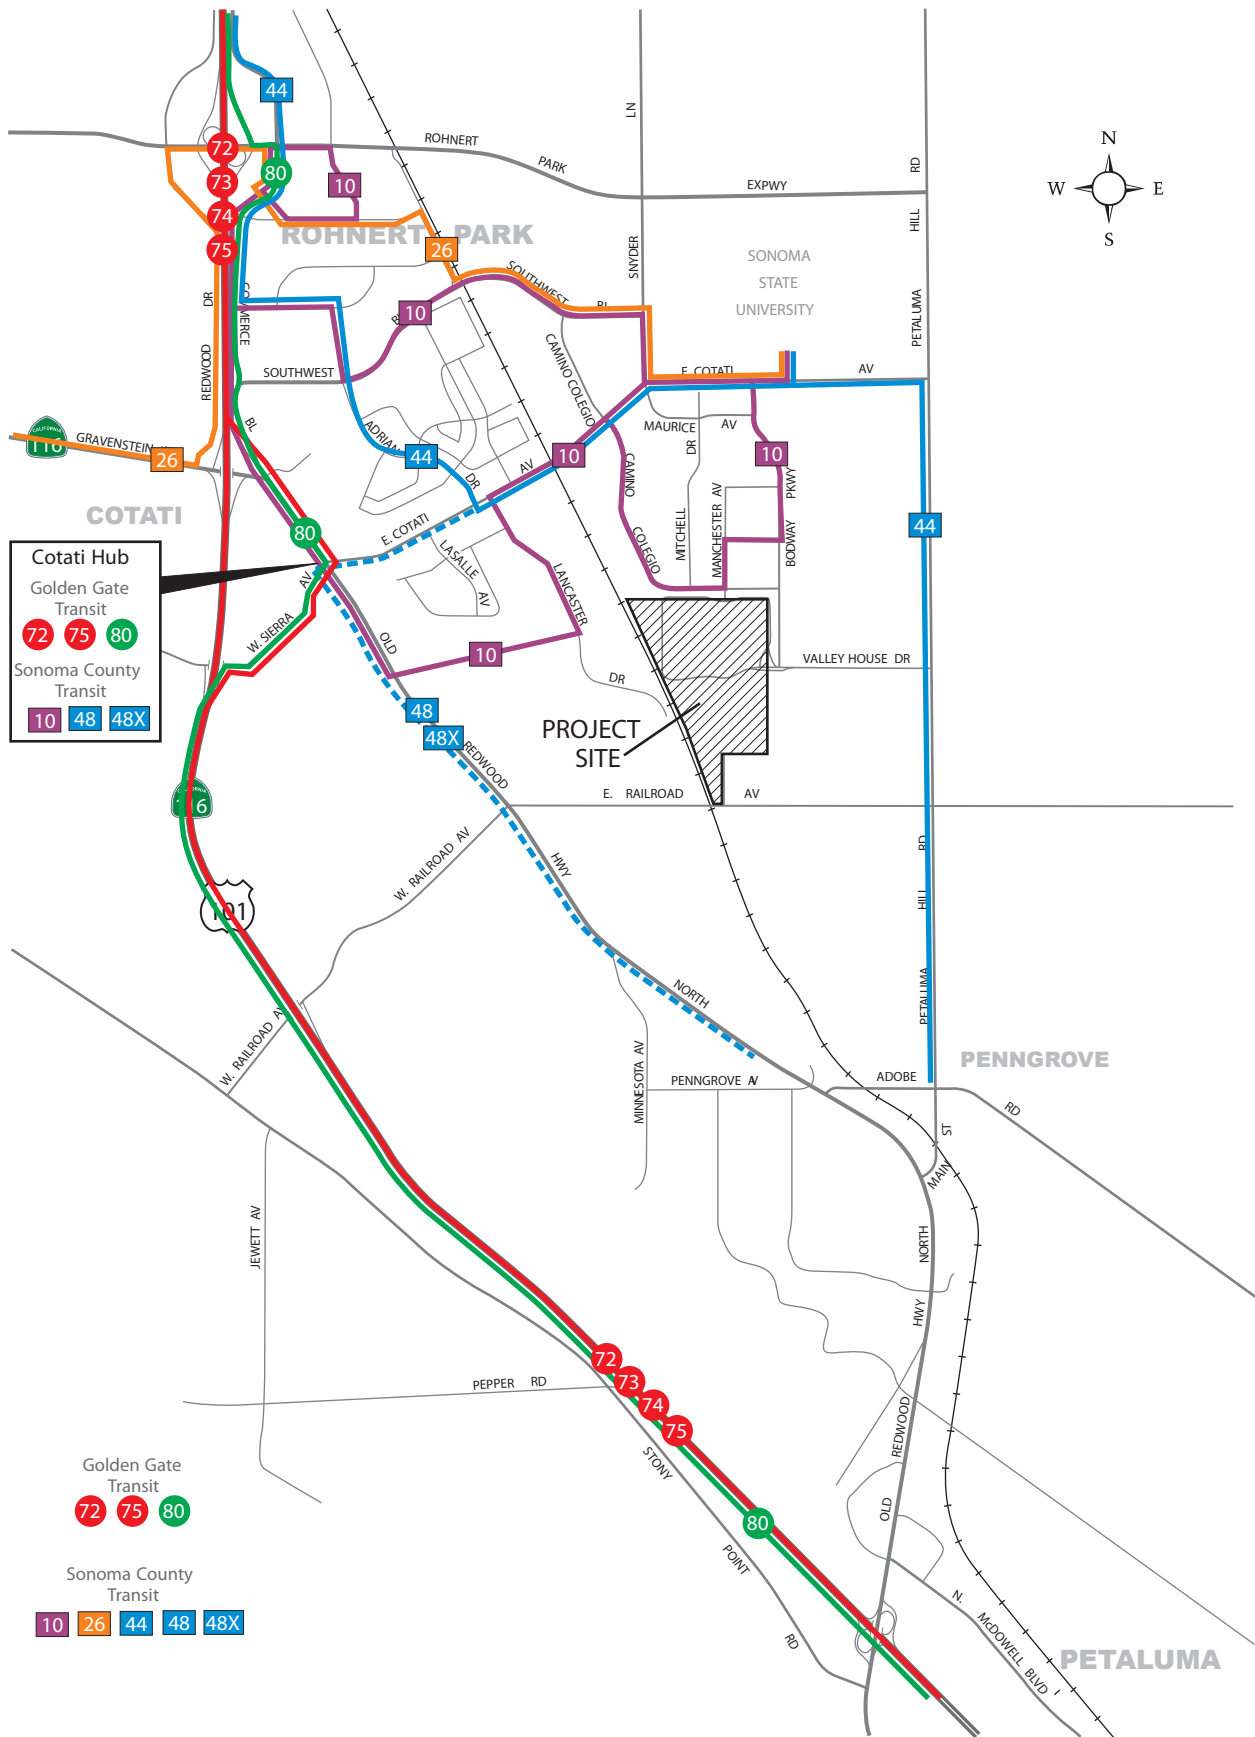 44
72
73
74
75
80
10
ROHNERT
PARK
EXPWY
LN
RD
HILL
PETALUMA
SNYDER
N
W
E
S
ROHNERT PARK
26
SONOMA
STATE
UNIVERSITY
SOUTHWEST
BL
10
DR
REDWOOD
COMMERCE
BL
SOUTHWEST
CAMINO COLEGIO
E. COTATI
AV
MAURICE AV
CALIFORNIA
116
GRAVENSTEIN
26
ADRIAN
DR
44
AV
10
CAMINO
COLEGIO
DR
MITCHELL
MANCHESTER AV
10
PKWY
BODWAY
44
COTATI
80
E. COTATI
LASALLE
AV
LANCASTER
DR
Cotati Hub
Golden Gate
Transit
72 75 80
Sonoma County
Transit
10 48 48X
AV
W. SIERRA
OLD
10
VALLEY HOUSE DR
48
48X
REDWOOD
PROJECT
SITE
E. RAILROAD AV
CALIFORNIA
116
W. RAILROAD AV
HWY
RD
HILL
PETALUMA
101
NORTH
W. RAILROAD AV
MINNESOTA AV
PENNGROVE AV
PENNGROVE
ADOBE
RD
ST
MAIN
JEWETT AV
NORTH
HWY
72
73
74
75
PEPPER RD
STONY
POINT
RD
80
REDWOOD
OLD
N. McDOWELL BLVD
PETALUMA
Golden Gate
Transit
72 75 80
Sonoma County
Transit
10 26 44 48 48X